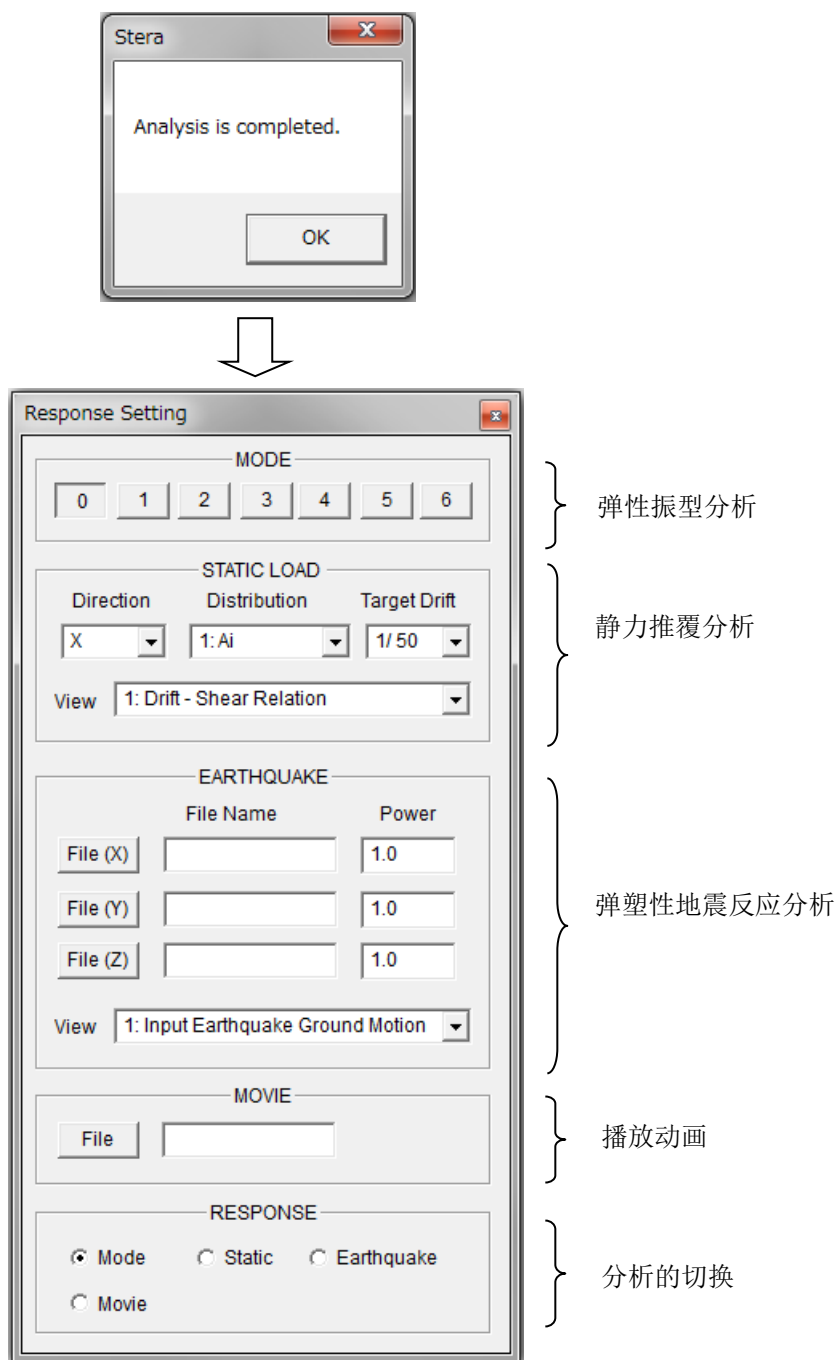 Stera
Analysis is completed.
OK
Response Setting
MODE
0 1 2 3 4 5 6
弹性振型分析
STATIC LOAD
Direction Distribution Target Drift
X 1: Ai 1/ 50
静力推覆分析
View 1: Drift - Shear Relation
EARTHQUAKE
File Name Power
File (X) 1.0
File (Y) 1.0
弹塑性地震反应分析
File (Z) 1.0
View 1: Input Earthquake Ground Motion
MOVIE
File
播放动画
RESPONSE
Mode Static Earthquake
分析的切换
Movie